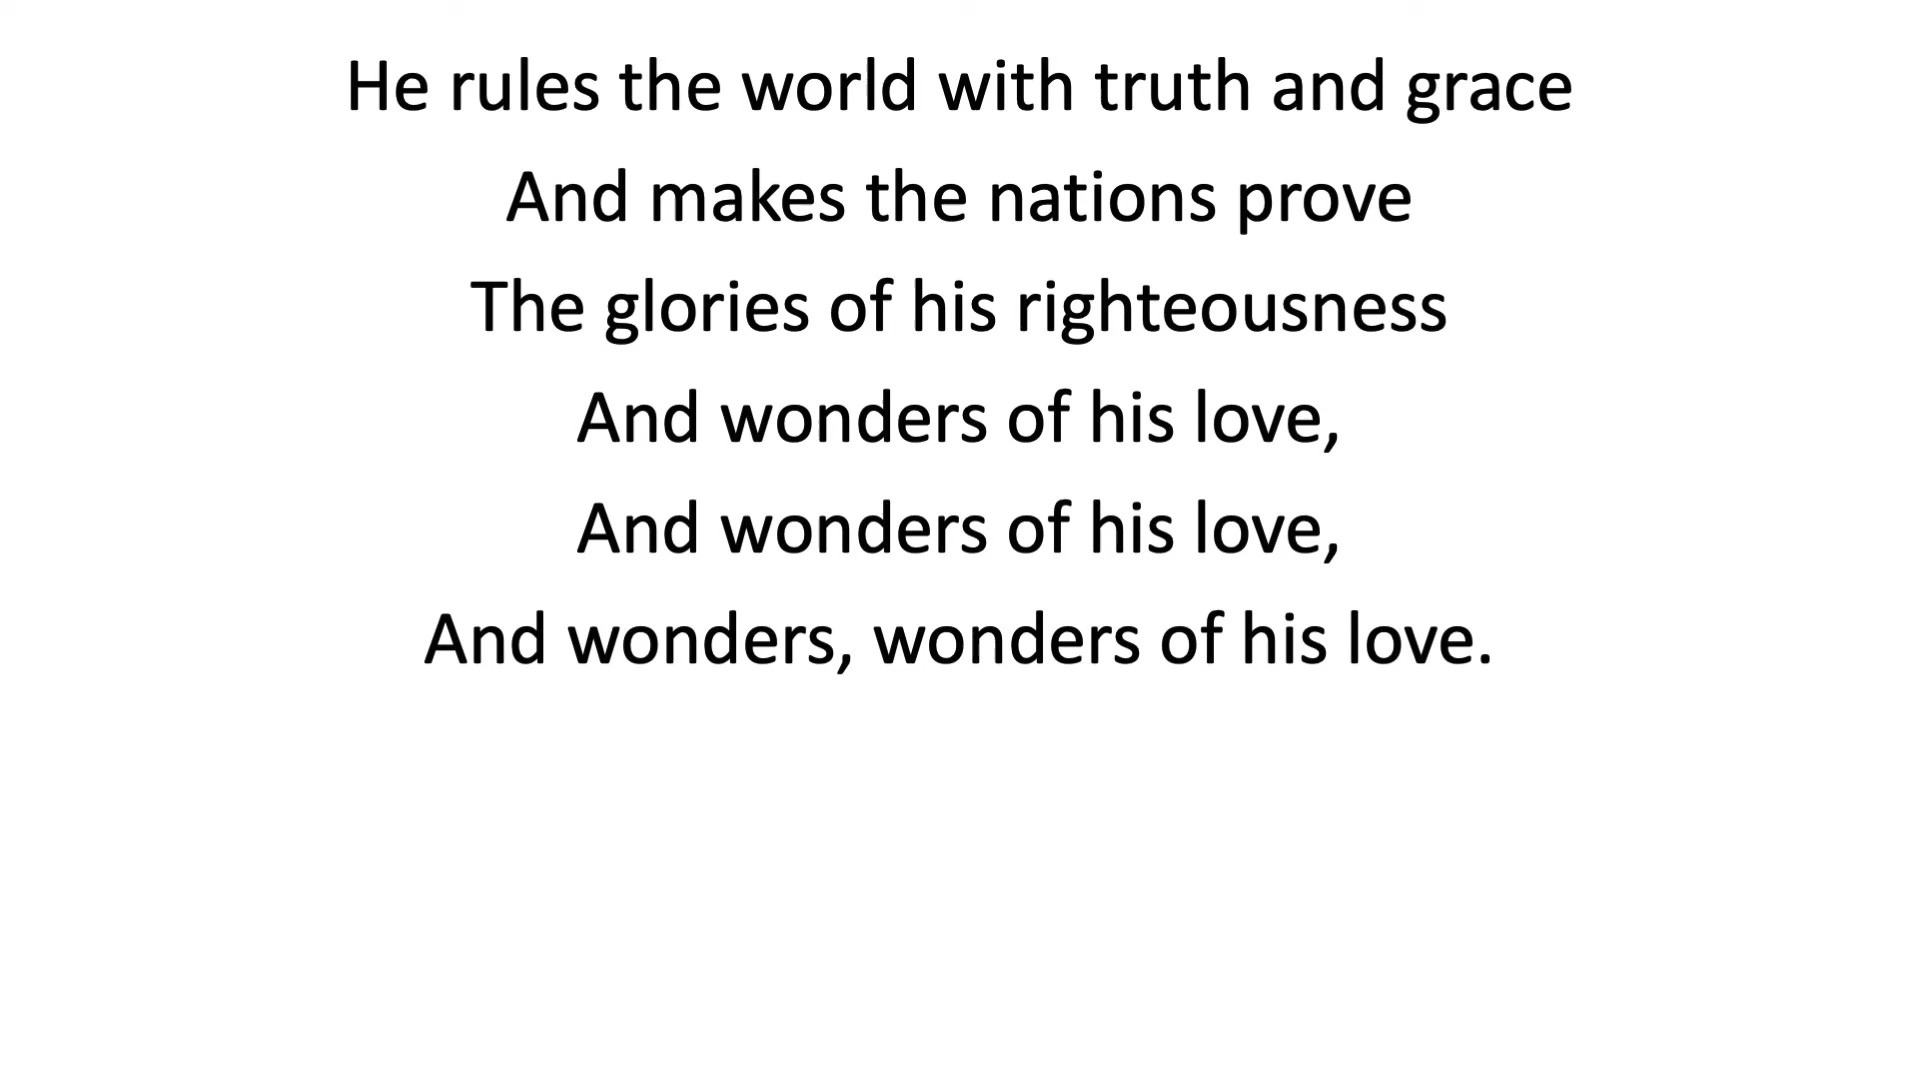 He rules the world with truth and grace
And makes the nations prove
The glories of his righteousness
And wonders of his love,
And wonders of his love,
And wonders, wonders of his love.